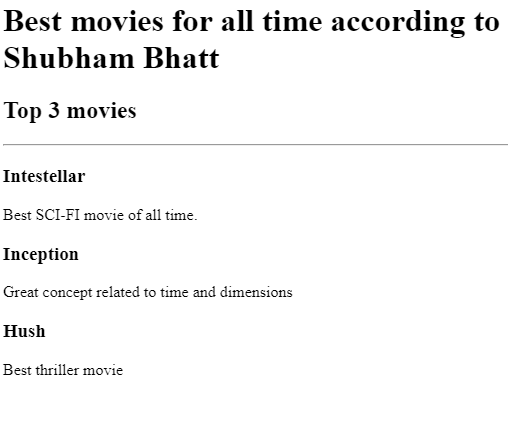 Best movies for all time according to
Shubham Bhatt
Top 3 movies
Intestellar
Best SCI-FI movie of all time.
Inception
Great concept related to time and dimensions
Hush
Best thriller movie